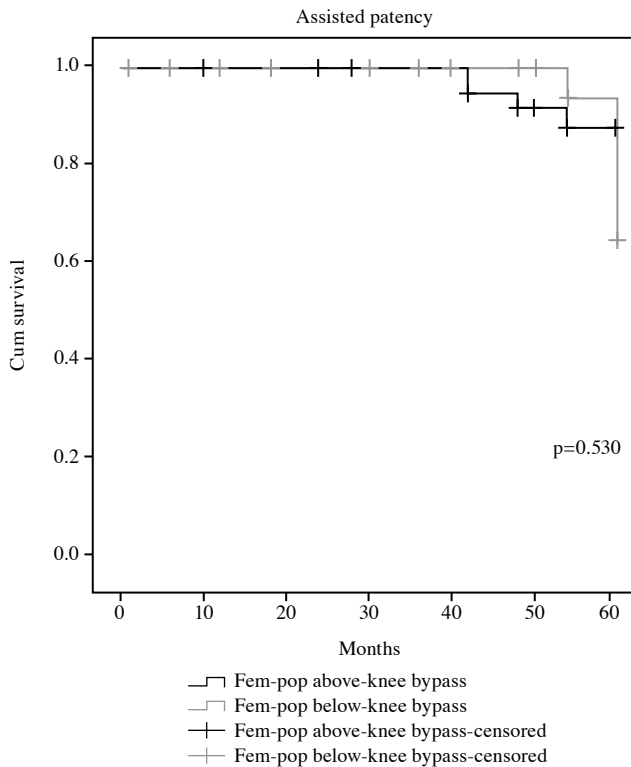 Assisted patency
1.0
0.8
0.6
0.4
0.2
0.0
Cum survival
p=0.530
0 10 20 30 40 50 60
Months
Fem-pop above-knee bypass
Fem-pop below-knee bypass
Fem-pop above-knee bypass-censored
Fem-pop below-knee bypass-censored